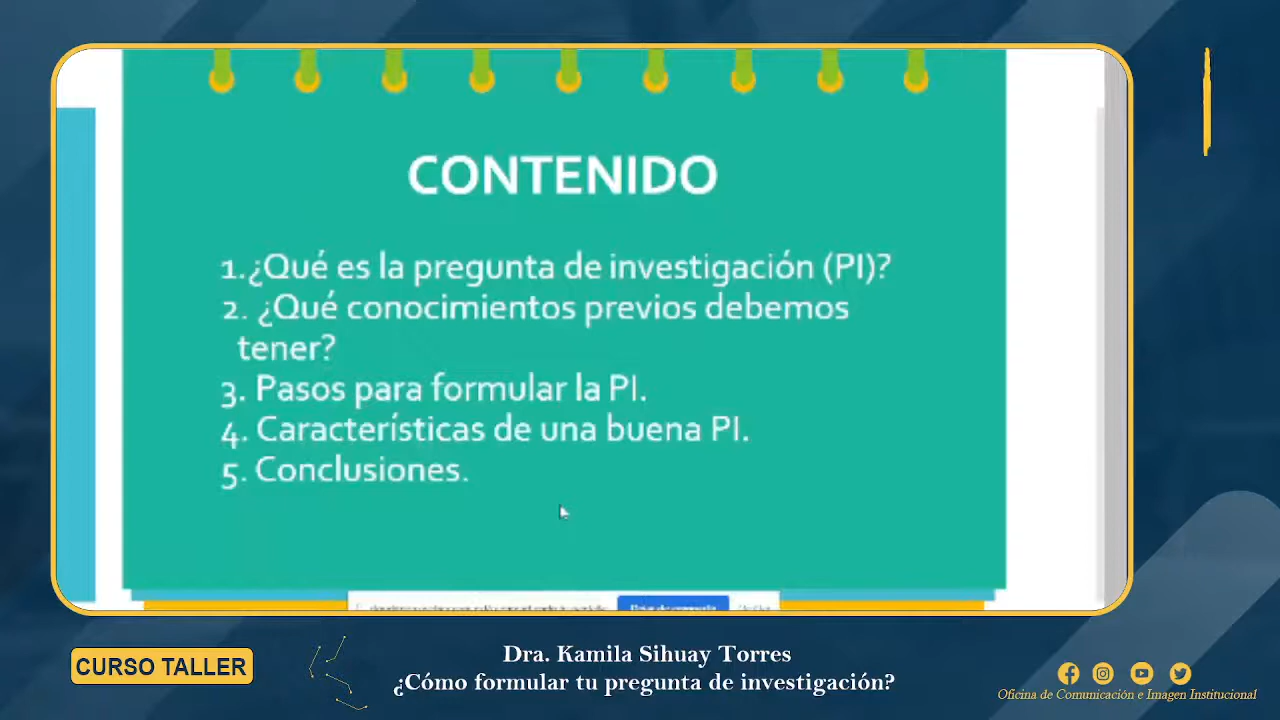 CONTENIDO
1.¿Qué es la pregunta de investigación (PI)?
2. ¿Qué conocimientos previos debemos
tener?
3. Pasos para formular la PI.
4. Características de una buena PI.
5. Conclusiones.
CURSO TALLER
Dra. Kamila Sihuay Torres
¿Cómo formular tu pregunta de investigación?
Oficina de Comunicación e Imagen Institucional